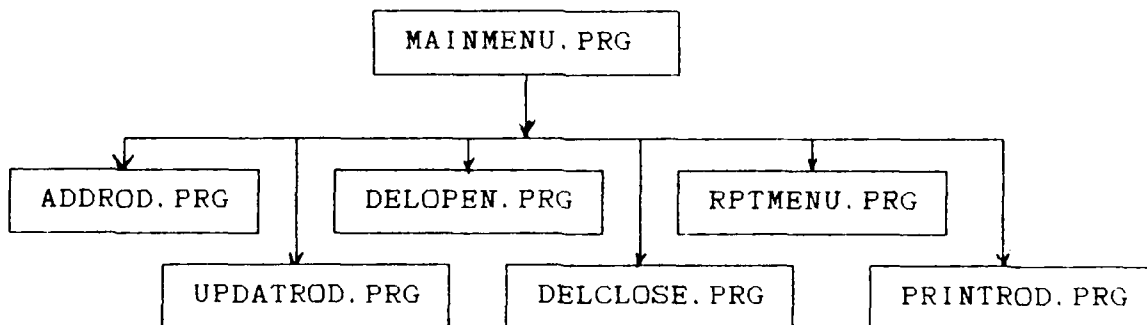 MAINMENU.PRG
ADDROD.PRG
DELOPEN.PRG
RPTMENU.PRG
UPDATROD.PRG
DELCLOSE.PRG
PRINTROD.PRG